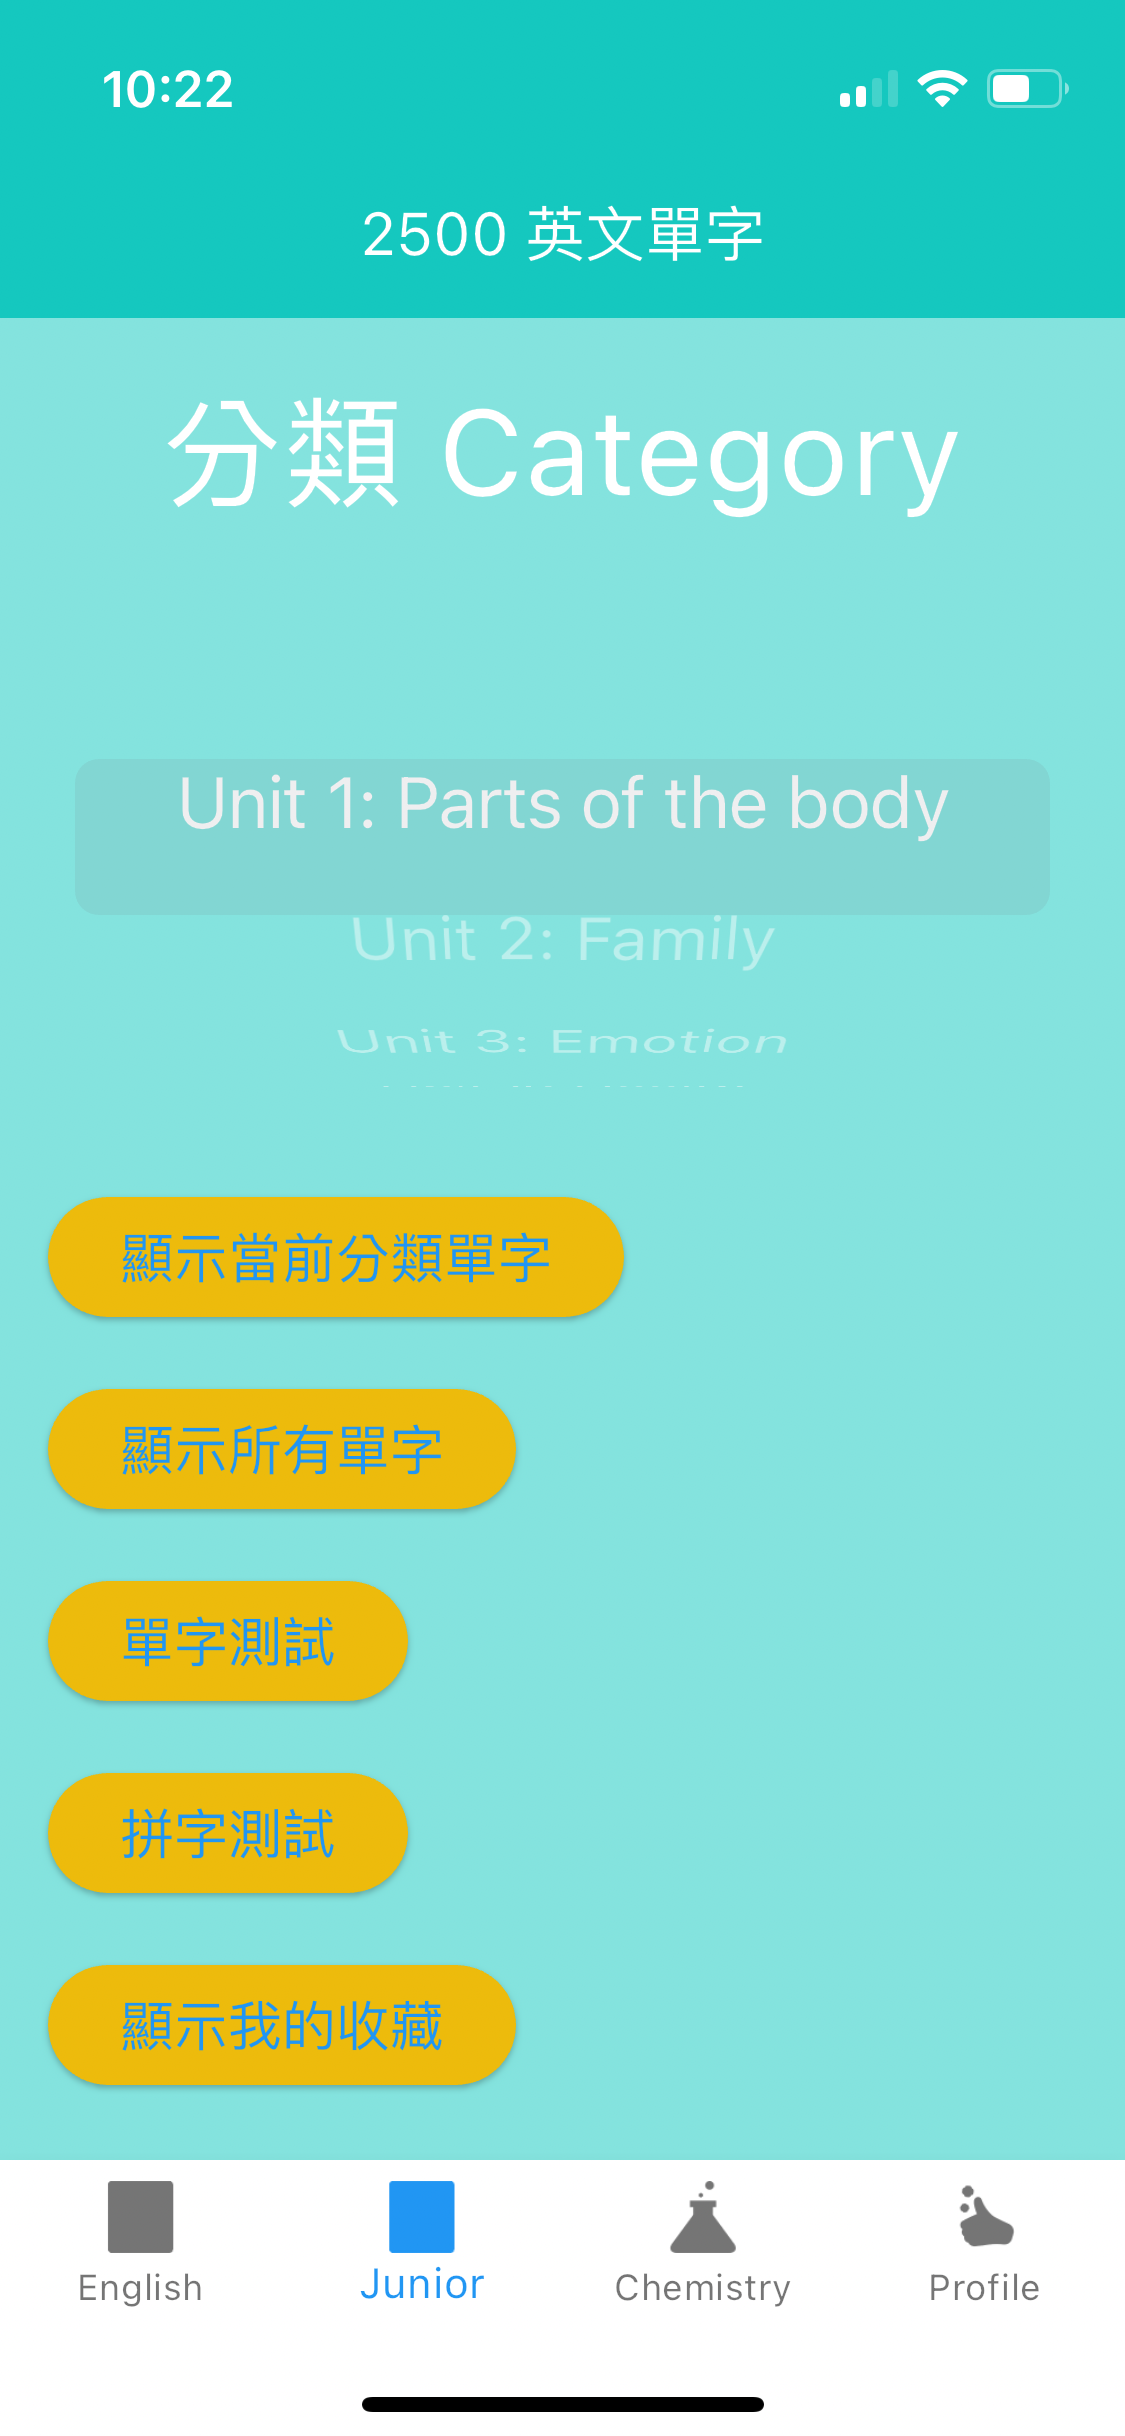 10:22
2500 英文單字
分類 Category
Unit 1: Parts of the body
Unit 2: Family
Unit 3: Emotion
顯示當前分類單字
顯示所有單字
單字測試
拼字測試
顯示我的收藏
English
Junior
Chemistry
Profile